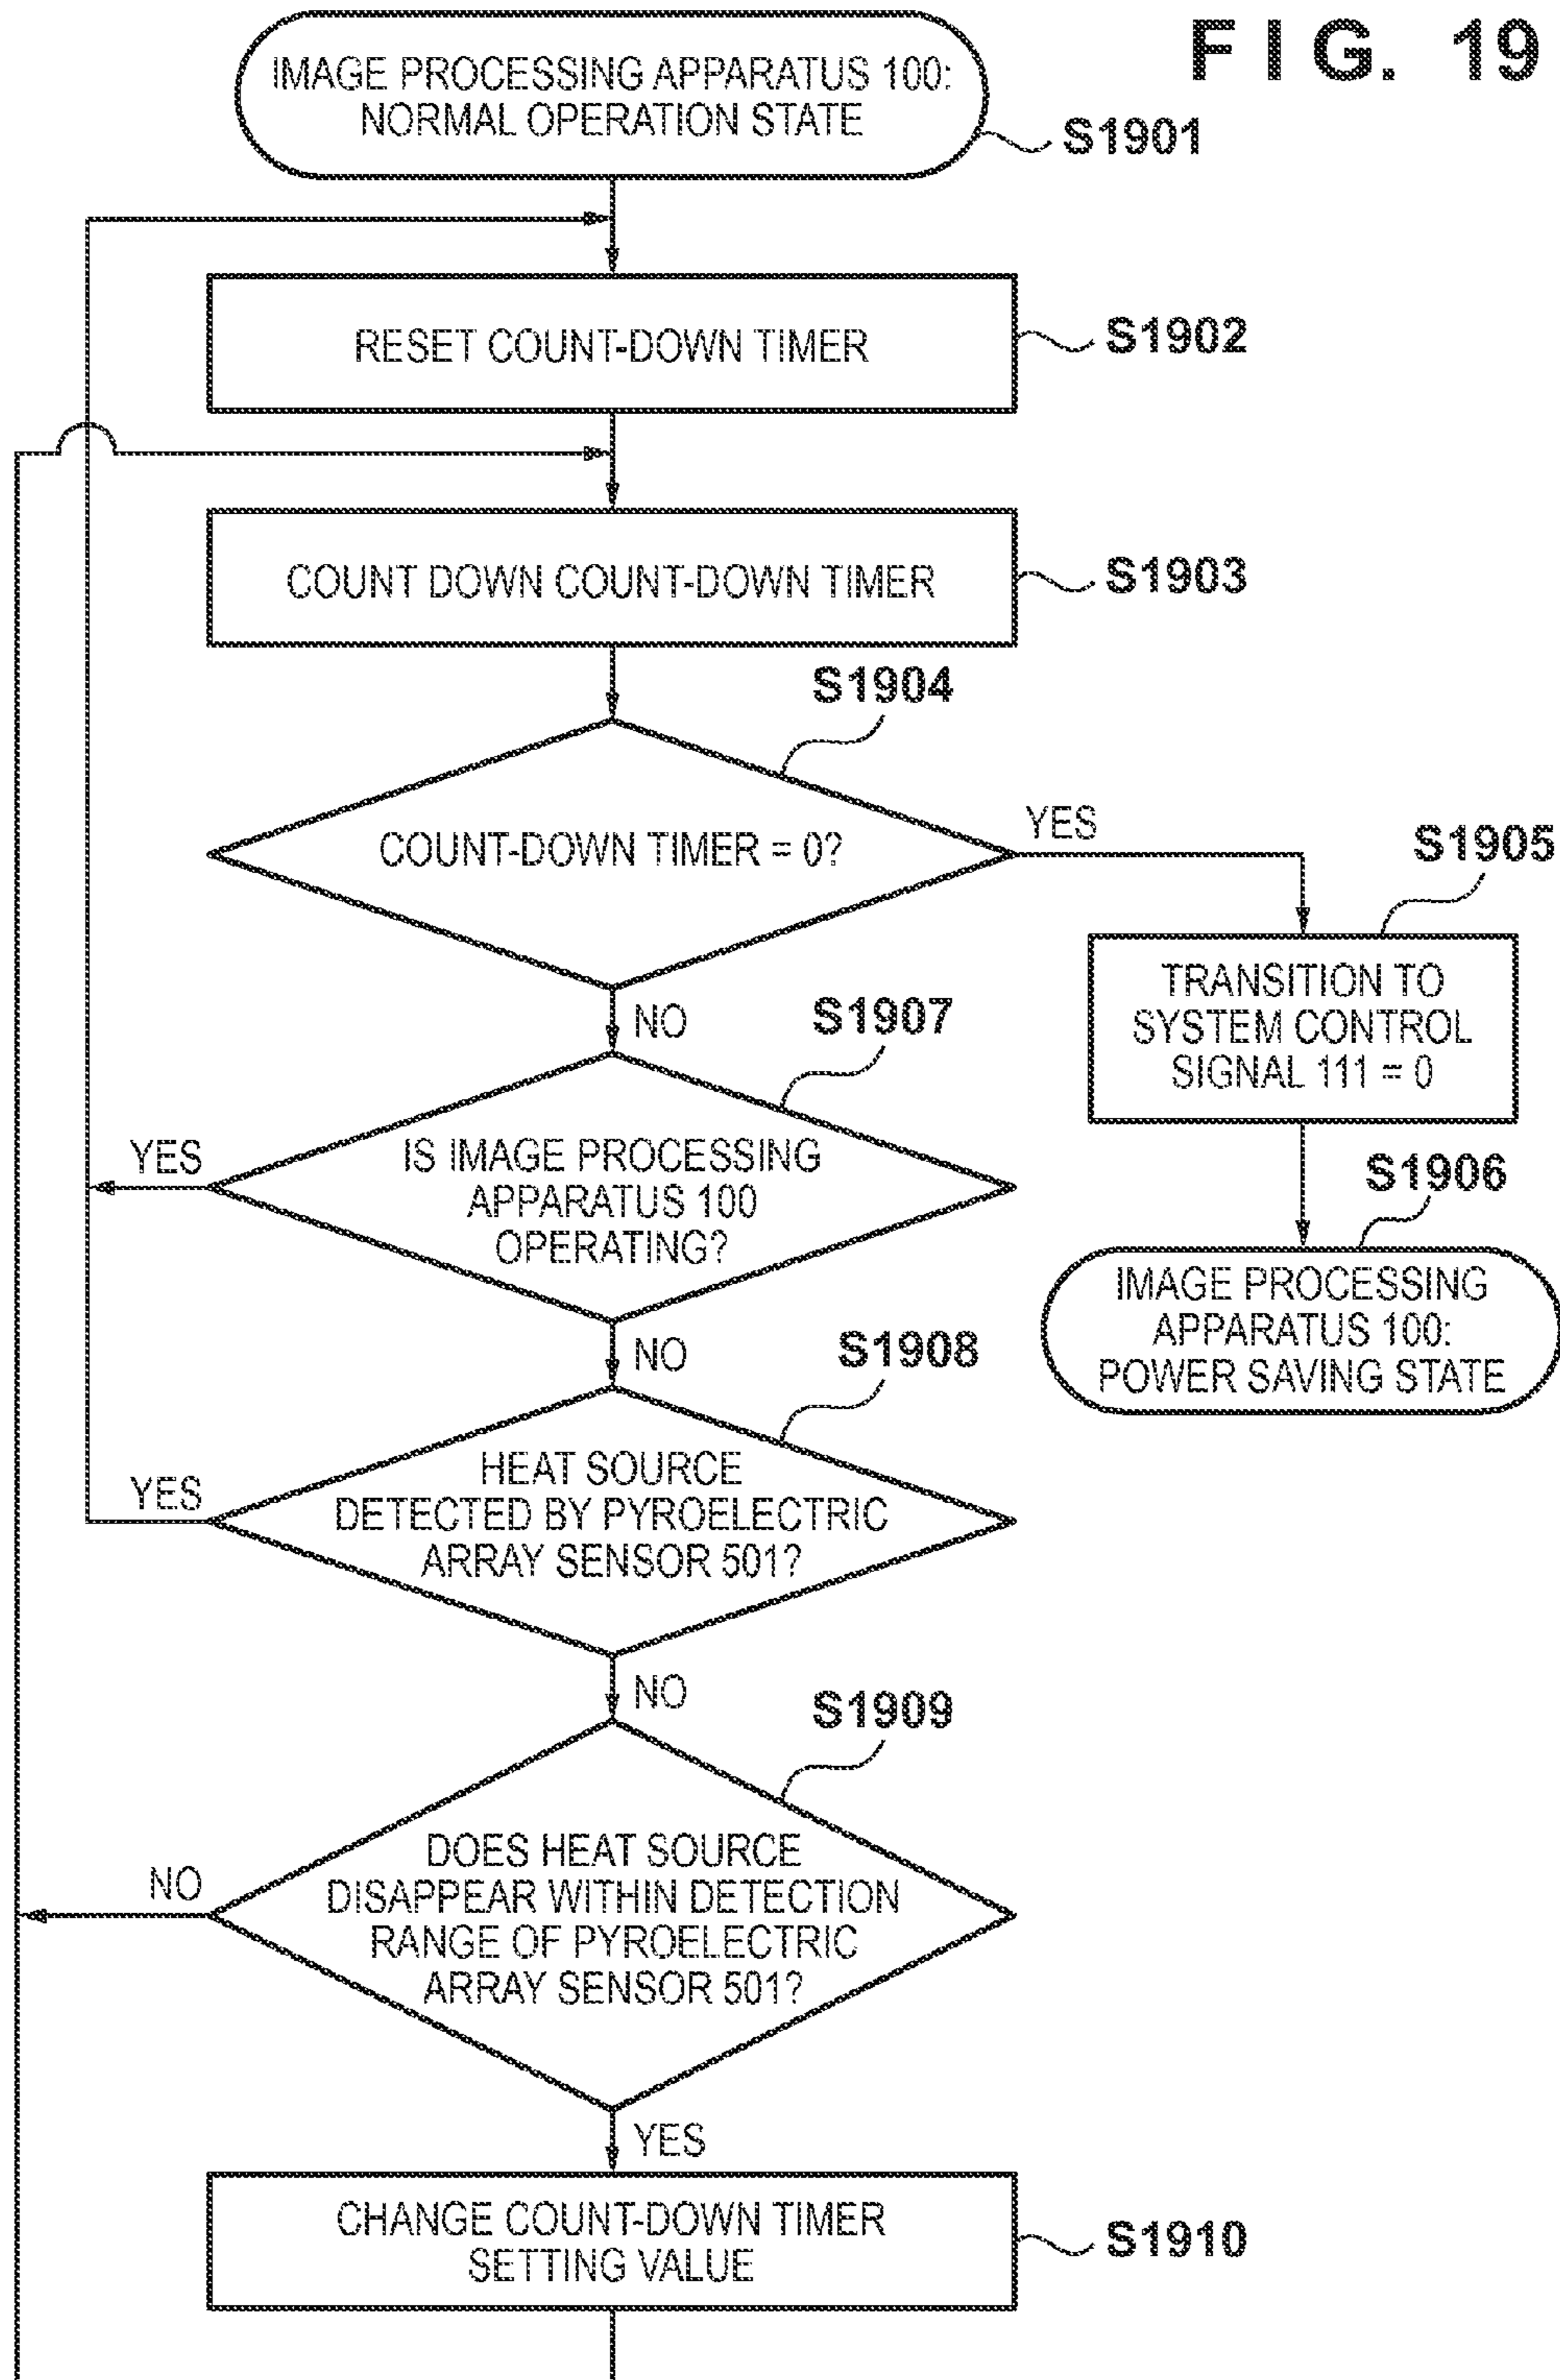 FIG. 19
IMAGE PROCESSING APPARATUS 100:
NORMAL OPERATION STATE
S1901
RESET COUNT-DOWN TIMER
S1902
COUNT DOWN COUNT-DOWN TIMER
S1903
S1904
COUNT-DOWN TIMER = 0?
YES
S1905
TRANSITION TO
SYSTEM CONTROL
SIGNAL 111 = 0
S1906
IMAGE PROCESSING
APPARATUS 100:
POWER SAVING STATE
NO
S1907
YES
IS IMAGE PROCESSING
APPARATUS 100
OPERATING?
NO
S1908
YES
HEAT SOURCE
DETECTED BY PYROELECTRIC
ARRAY SENSOR 501?
NO
S1909
NO
DOES HEAT SOURCE
DISAPPEAR WITHIN DETECTION
RANGE OF PYROELECTRIC
ARRAY SENSOR 501?
YES
CHANGE COUNT-DOWN TIMER
SETTING VALUE
S1910